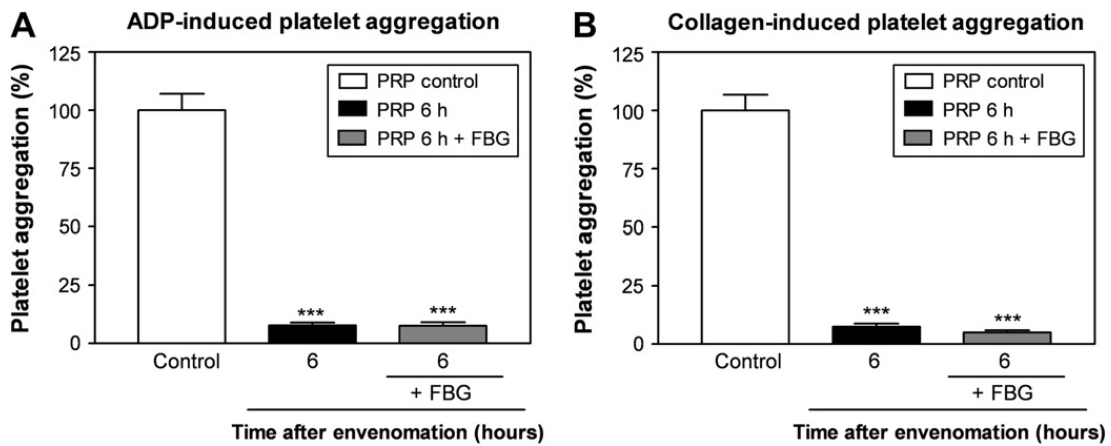 A
ADP-induced platelet aggregation
Platelet aggregation (%)
125
100
75
50
25
0
PRP control
PRP 6 h
PRP 6 h + FBG
***
***
Control
6
6
+ FBG
Time after envenomation (hours)
B
Collagen-induced platelet aggregation
Platelet aggregation (%)
125
100
75
50
25
0
PRP control
PRP 6 h
PRP 6 h + FBG
***
***
Control
6
6
+ FBG
Time after envenomation (hours)